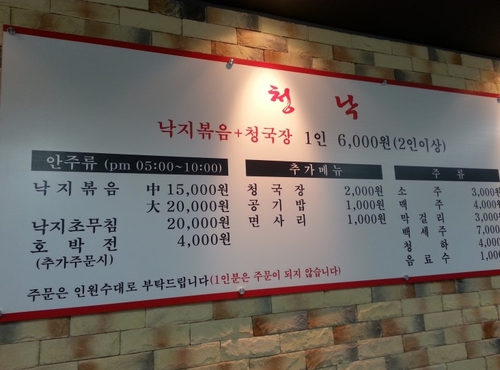 청낙
낙지볶음+청국장 1인 6,000원(2인이상)
안주류 (pm 05:00~10:00)
낙지볶음 中 15,000원
大 20,000원
낙지초무침 20,000원
호박전 4,000원
(추가주문시)
추가메뉴
청국장 2,000원
공기밥 1,000원
면사리 1,000원
주류
소주 3,000원
맥주 4,000
막걸리 3,000
백세주 7,000
청하 4,000
음료수 1,000
주문은 인원수대로 부탁드립니다(1인분은 주문이 되지 않습니다)